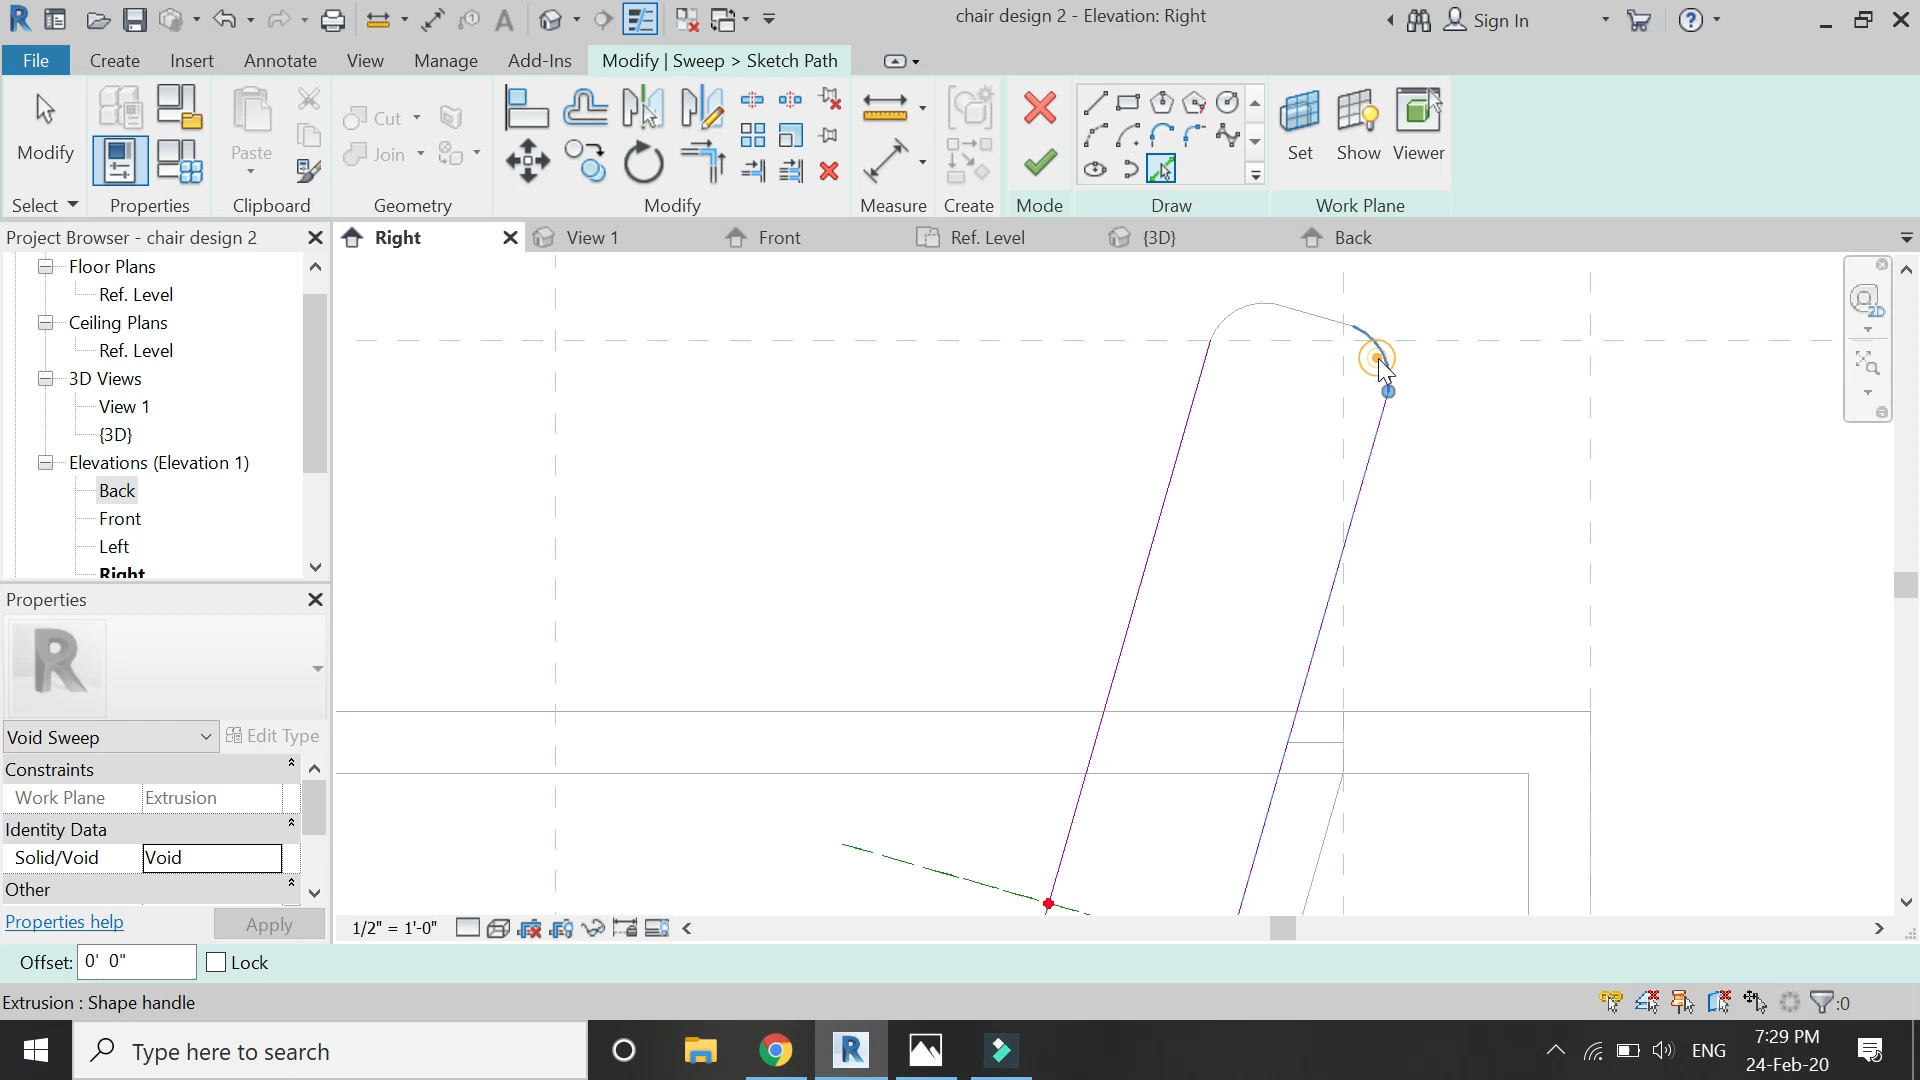 chair design 2 - Elevation: Right
Sign In
File
Create
Insert
Annotate
View
Manage
Add-Ins
Modify | Sweep > Sketch Path
Modify
Paste
Cut
Join
Set
Show
Viewer
Select
Properties
Clipboard
Geometry
Modify
Measure
Create
Mode
Draw
Work Plane
Project Browser - chair design 2
Right
View 1
Front
Ref. Level
{3D}
Back
Floor Plans
Ref. Level
Ceiling Plans
Ref. Level
3D Views
View 1
{3D}
Elevations (Elevation 1)
Back
Front
Left
Right
2D
Properties
R
Void Sweep
Edit Type
Constraints
Work Plane
Extrusion
Identity Data
Solid/Void
Void
Other
Properties help
Apply
1/2" = 1'-0"
Offset:
0' 0"
Lock
Extrusion : Shape handle
:0
Type here to search
ENG
7:29 PM
24-Feb-20